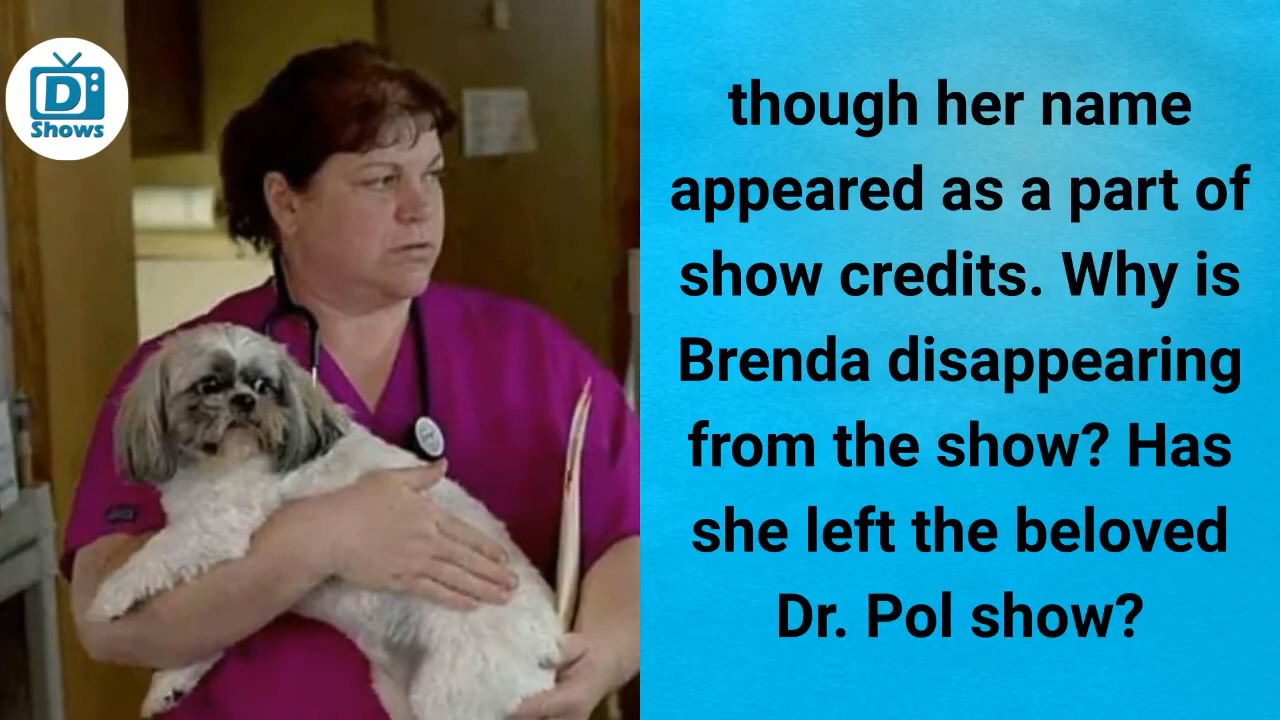 D
Shows
though her name
appeared as a part of
show credits. Why is
Brenda disappearing
from the show? Has
she left the beloved
Dr. Pol show?